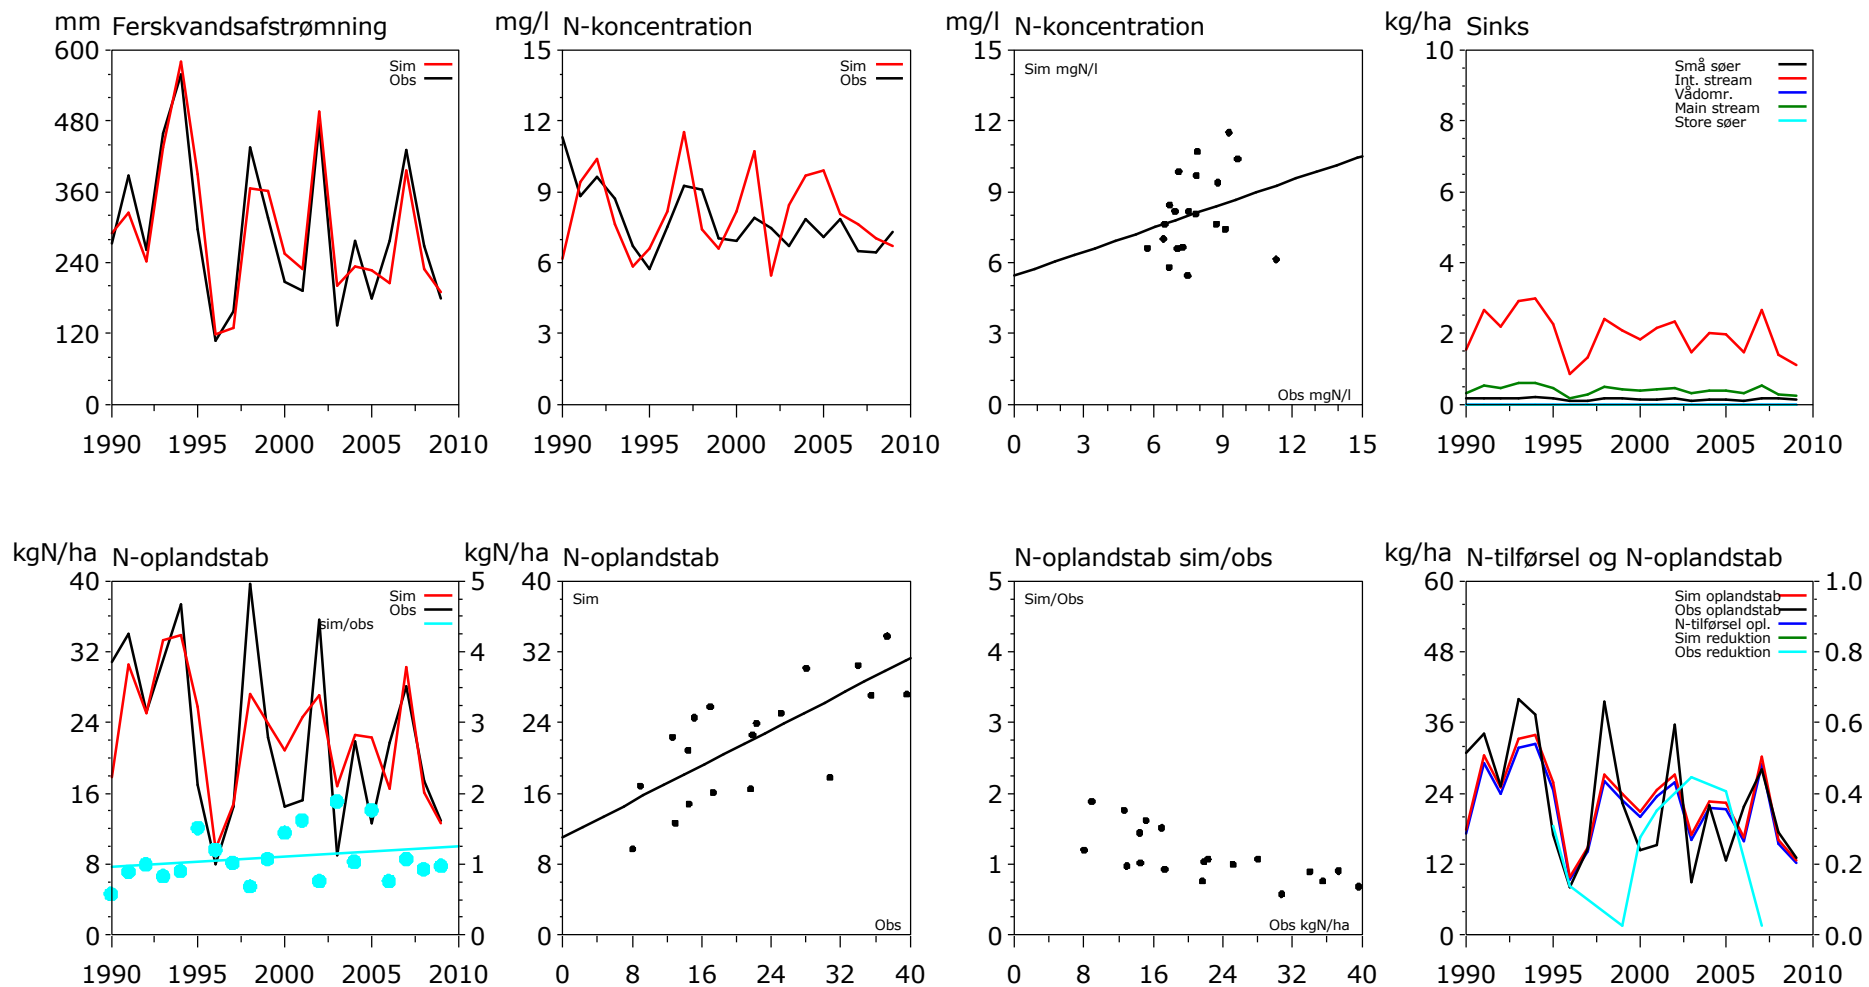 mm Ferskvandsafstrømning
600
480
360
240
120
0
1990 1995 2000 2005 2010
Sim
Obs
mg/l N-koncentration
15
12
9
6
3
0
1990 1995 2000 2005 2010
Sim
Obs
mg/l N-koncentration
15
12
9
6
3
0
0 3 6 9 12 15
Sim mgN/l
Obs mgN/l
kg/ha Sinks
10
8
6
4
2
0
1990 1995 2000 2005 2010
Små søer
Int. stream
Vådomr.
Main stream
Store søer
kgN/ha N-oplandstab
40
32
24
16
8
0
5
4
3
2
1
0
1990 1995 2000 2005 2010
Sim
Obs
sim/obs
kgN/ha N-oplandstab
40
32
24
16
8
0
0 8 16 24 32 40
Sim
Obs
N-oplandstab sim/obs
5
4
3
2
1
0
0 8 16 24 32 40
Sim/Obs
Obs kgN/ha
kg/ha N-tilførsel og N-oplandstab
60
48
36
24
12
0
1.0
0.8
0.6
0.4
0.2
0.0
1990 1995 2000 2005 2010
Sim oplandstab
Obs oplandstab
N-tilførsel opl.
Sim reduktion
Obs reduktion